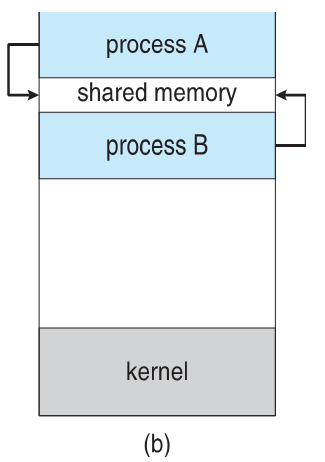 process A
shared memory
process B
kernel
(b)